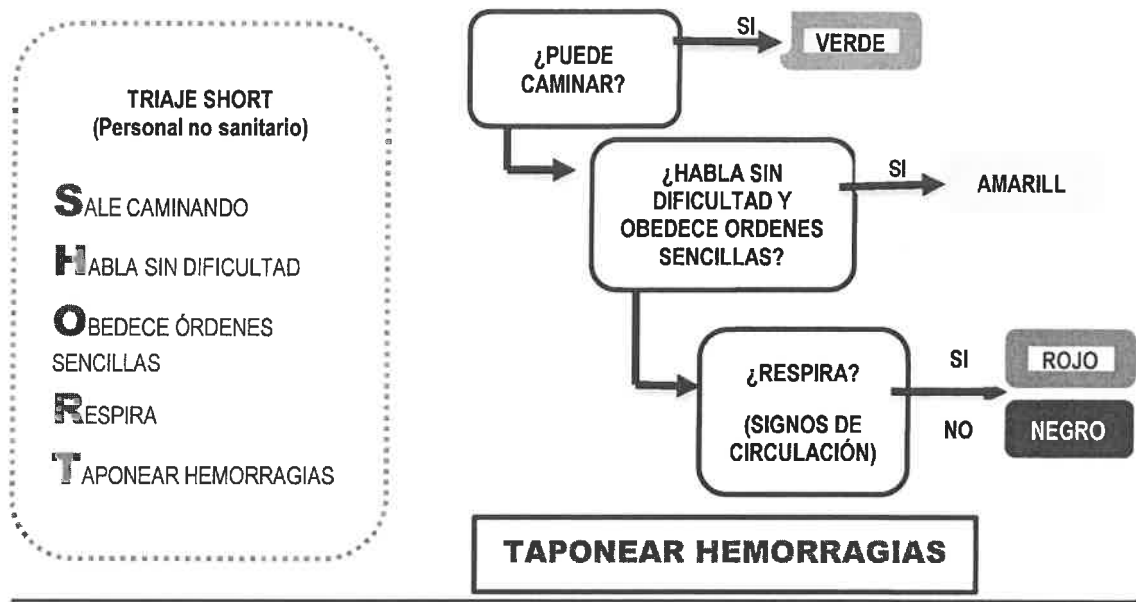 TRIAJE SHORT
(Personal no sanitario)
SALE CAMINANDO
HABLA SIN DIFICULTAD
OBEDECE ÓRDENES
SENCILLAS
RESPIRA
TAPONEAR HEMORRAGIAS
¿PUEDE
CAMINAR?
SI
VERDE
¿HABLA SIN
DIFICULTAD Y
OBEDECE ORDENES
SENCILLAS?
SI
AMARILL
¿RESPIRA?
(SIGNOS DE
CIRCULACIÓN)
SI
ROJO
NO
NEGRO
TAPONEAR HEMORRAGIAS